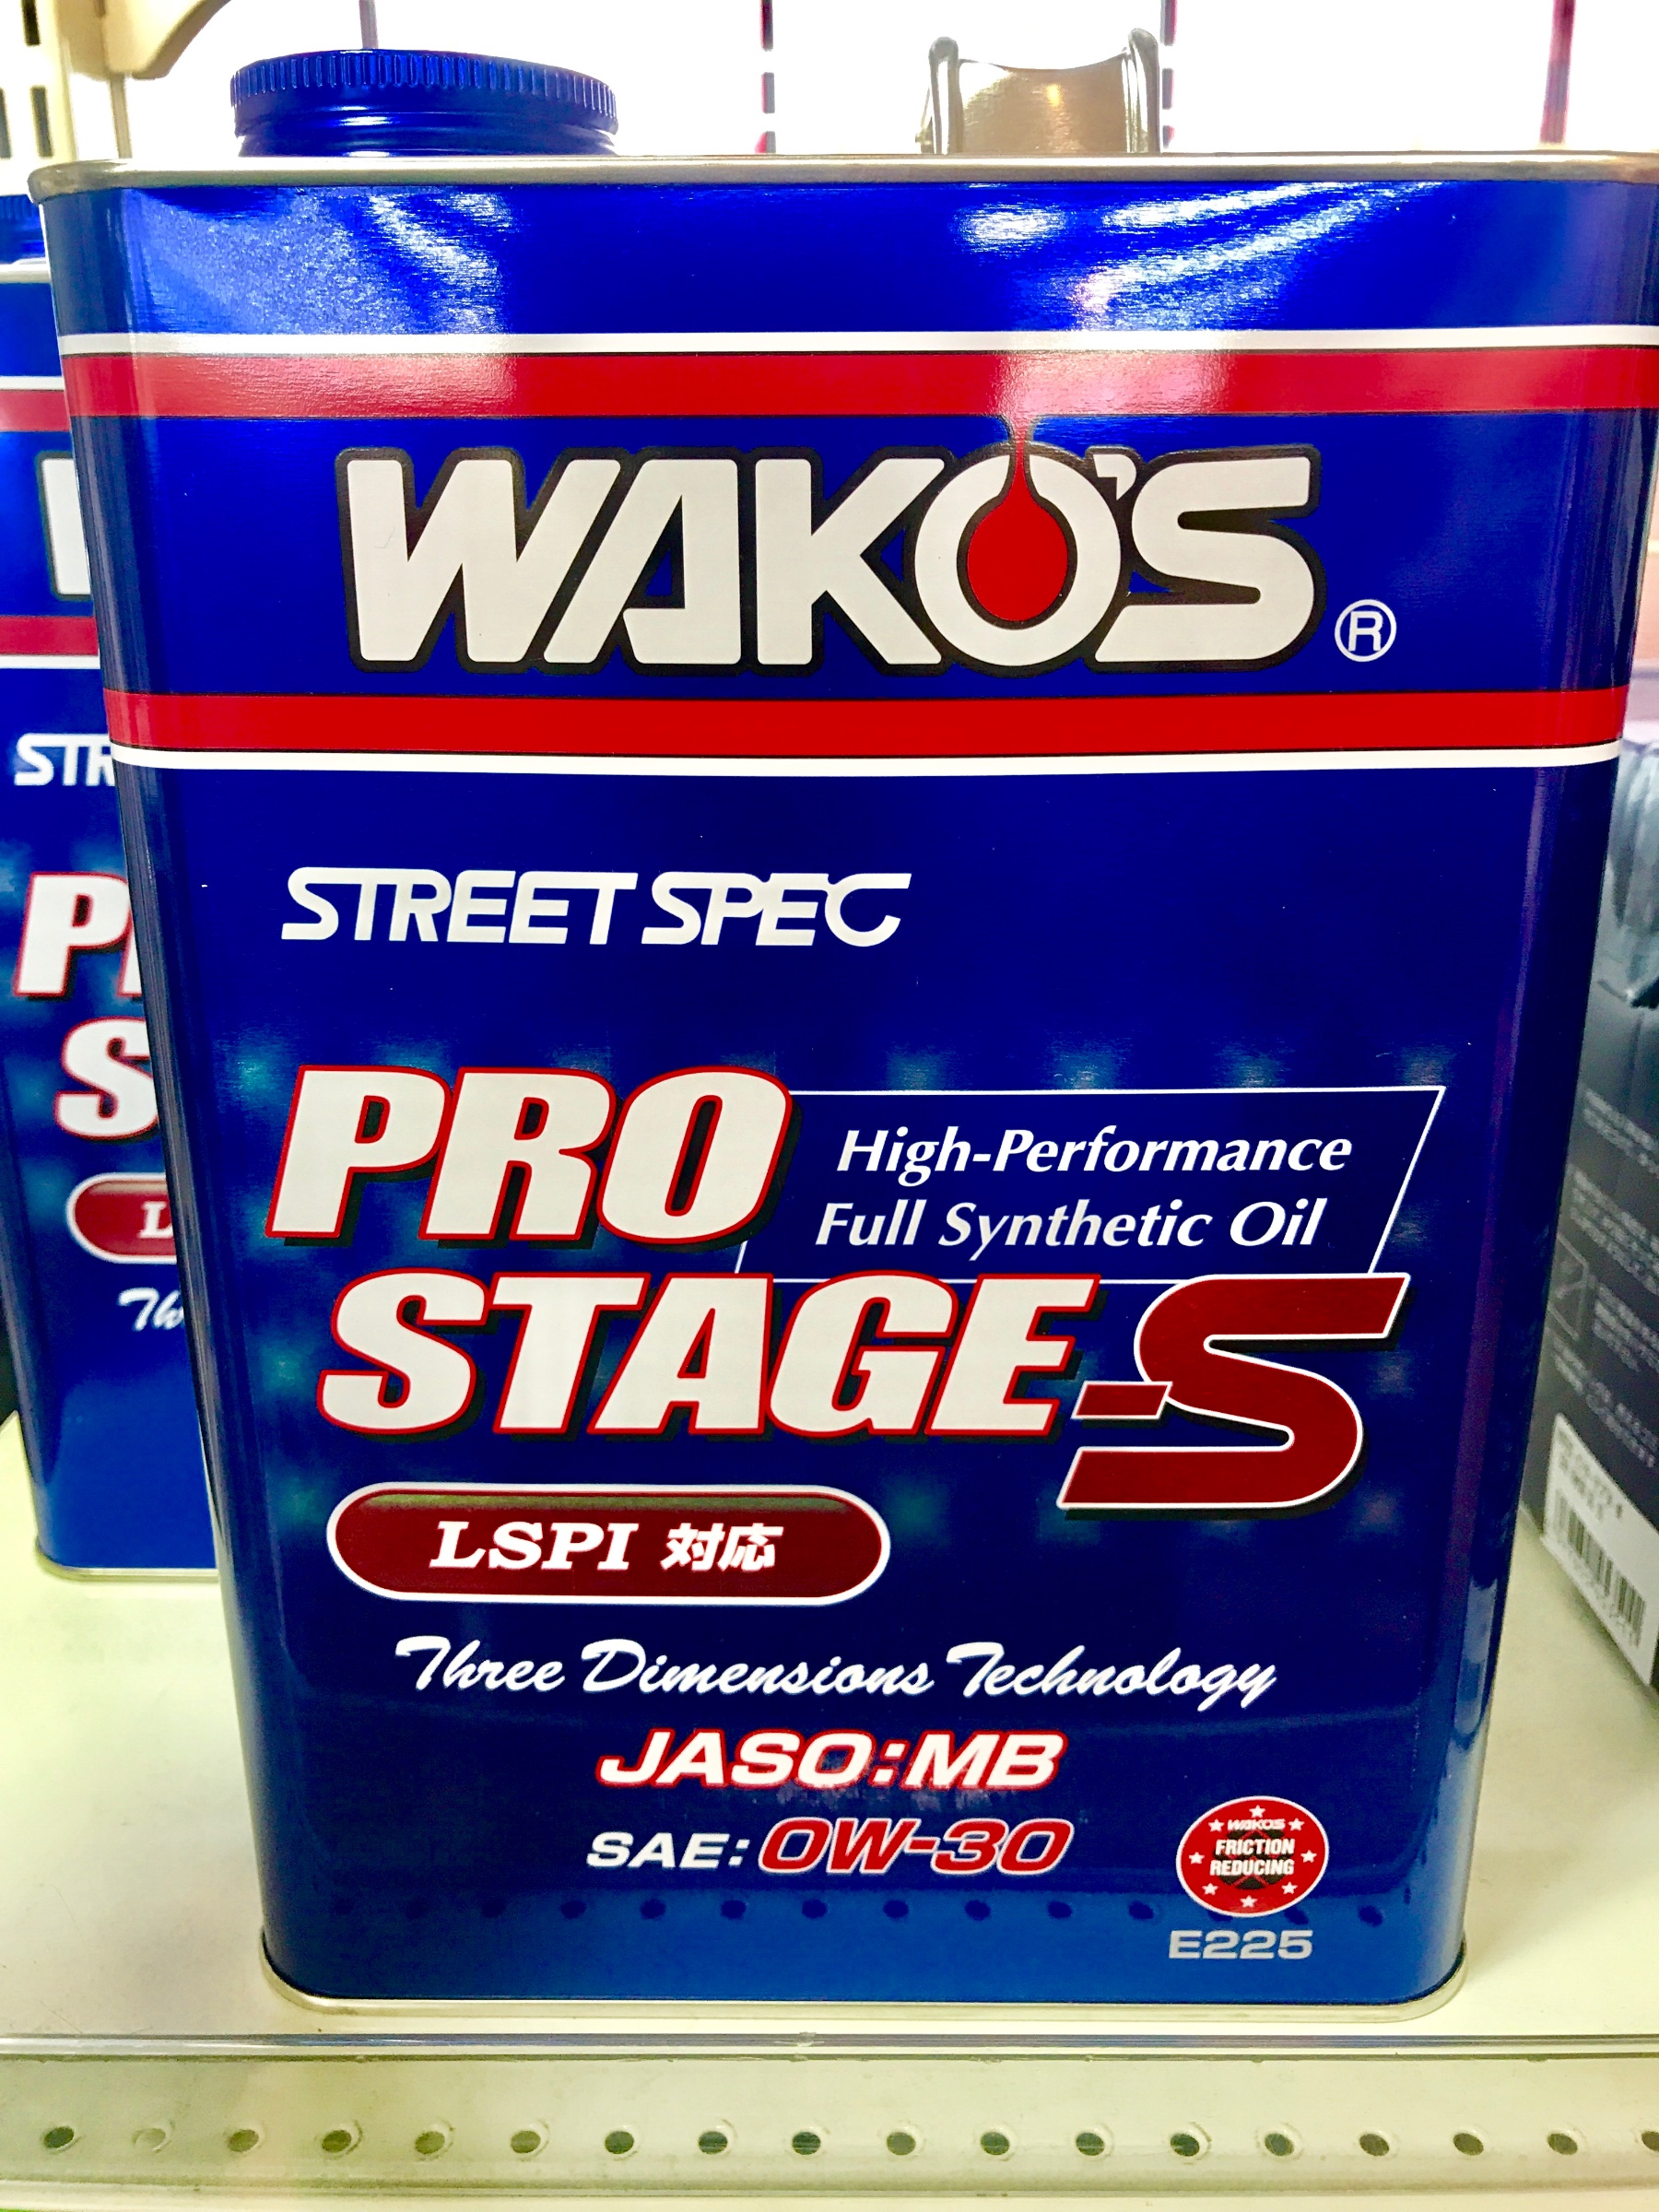 WAKO'S ®
STREET SPEC
PRO
High-Performance
Full Synthetic Oil
STAGE-S
LSPI 対応
Three Dimensions Technology
JASO:MB
SAE: 0W-30
WAKO'S
FRICTION
REDUCING
E225